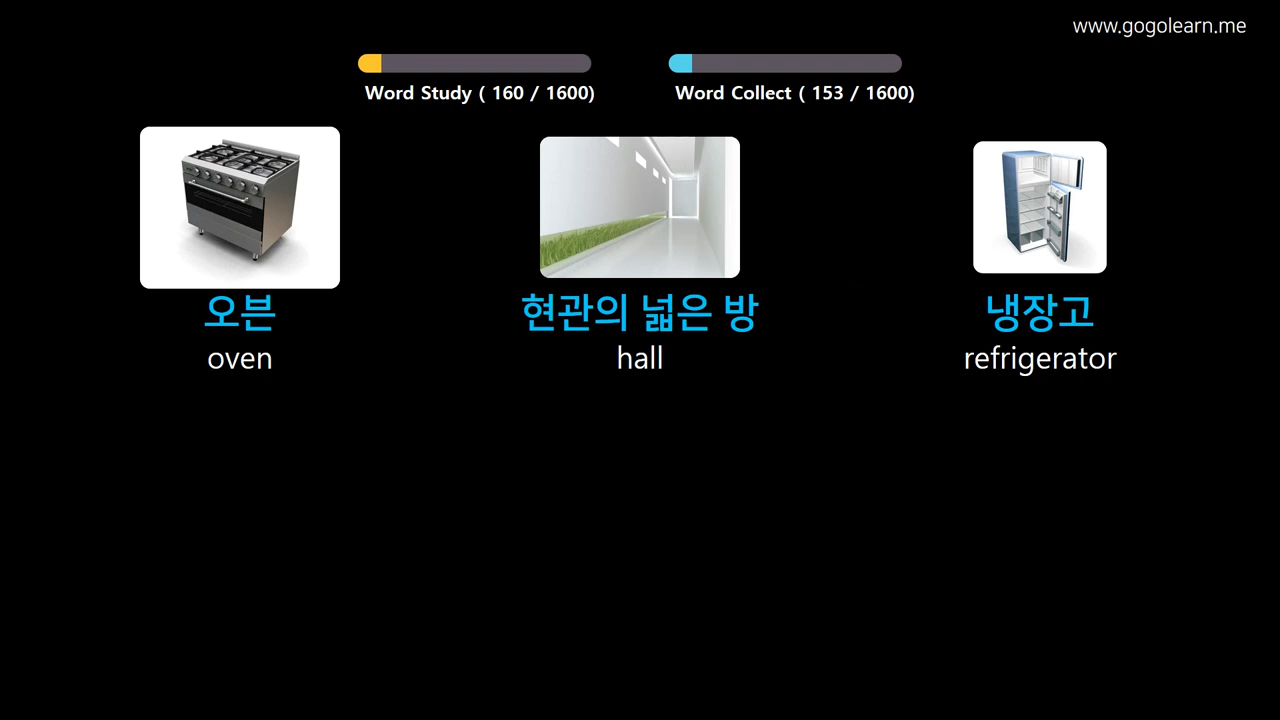 www.gogolearn.me
Word Study ( 160 / 1600)
Word Collect ( 153 / 1600)
오븐
현관의 넓은 방
냉장고
oven
hall
refrigerator